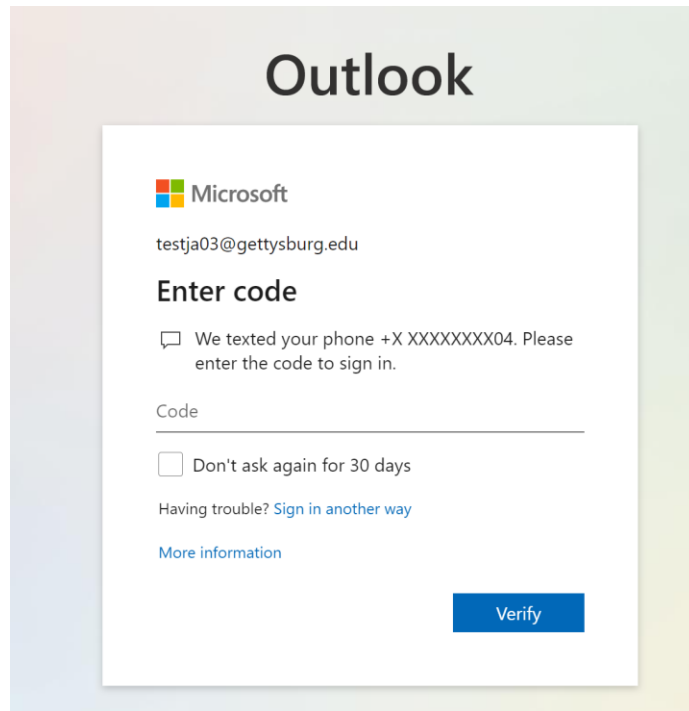 Outlook
Microsoft
testja03@gettysburg.edu
Enter code
We texted your phone +X XXXXXXXX04. Please
enter the code to sign in.
Code
Don't ask again for 30 days
Having trouble? Sign in another way
More information
Verify